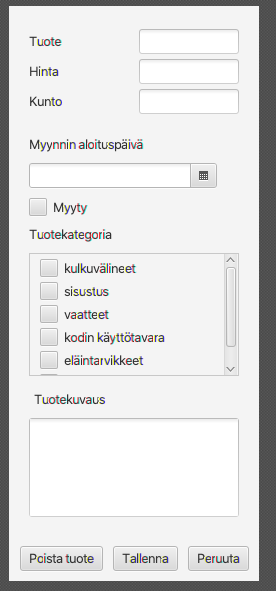 Tuote
Hinta
Kunto
Myynnin aloituspäivä
Myyty
Tuotekategoria
kulkuvälineet
sisustus
vaatteet
kodin käyttötavara
eläintarvikkeet
Tuotekuvaus
Poista tuote Tallenna Peruuta